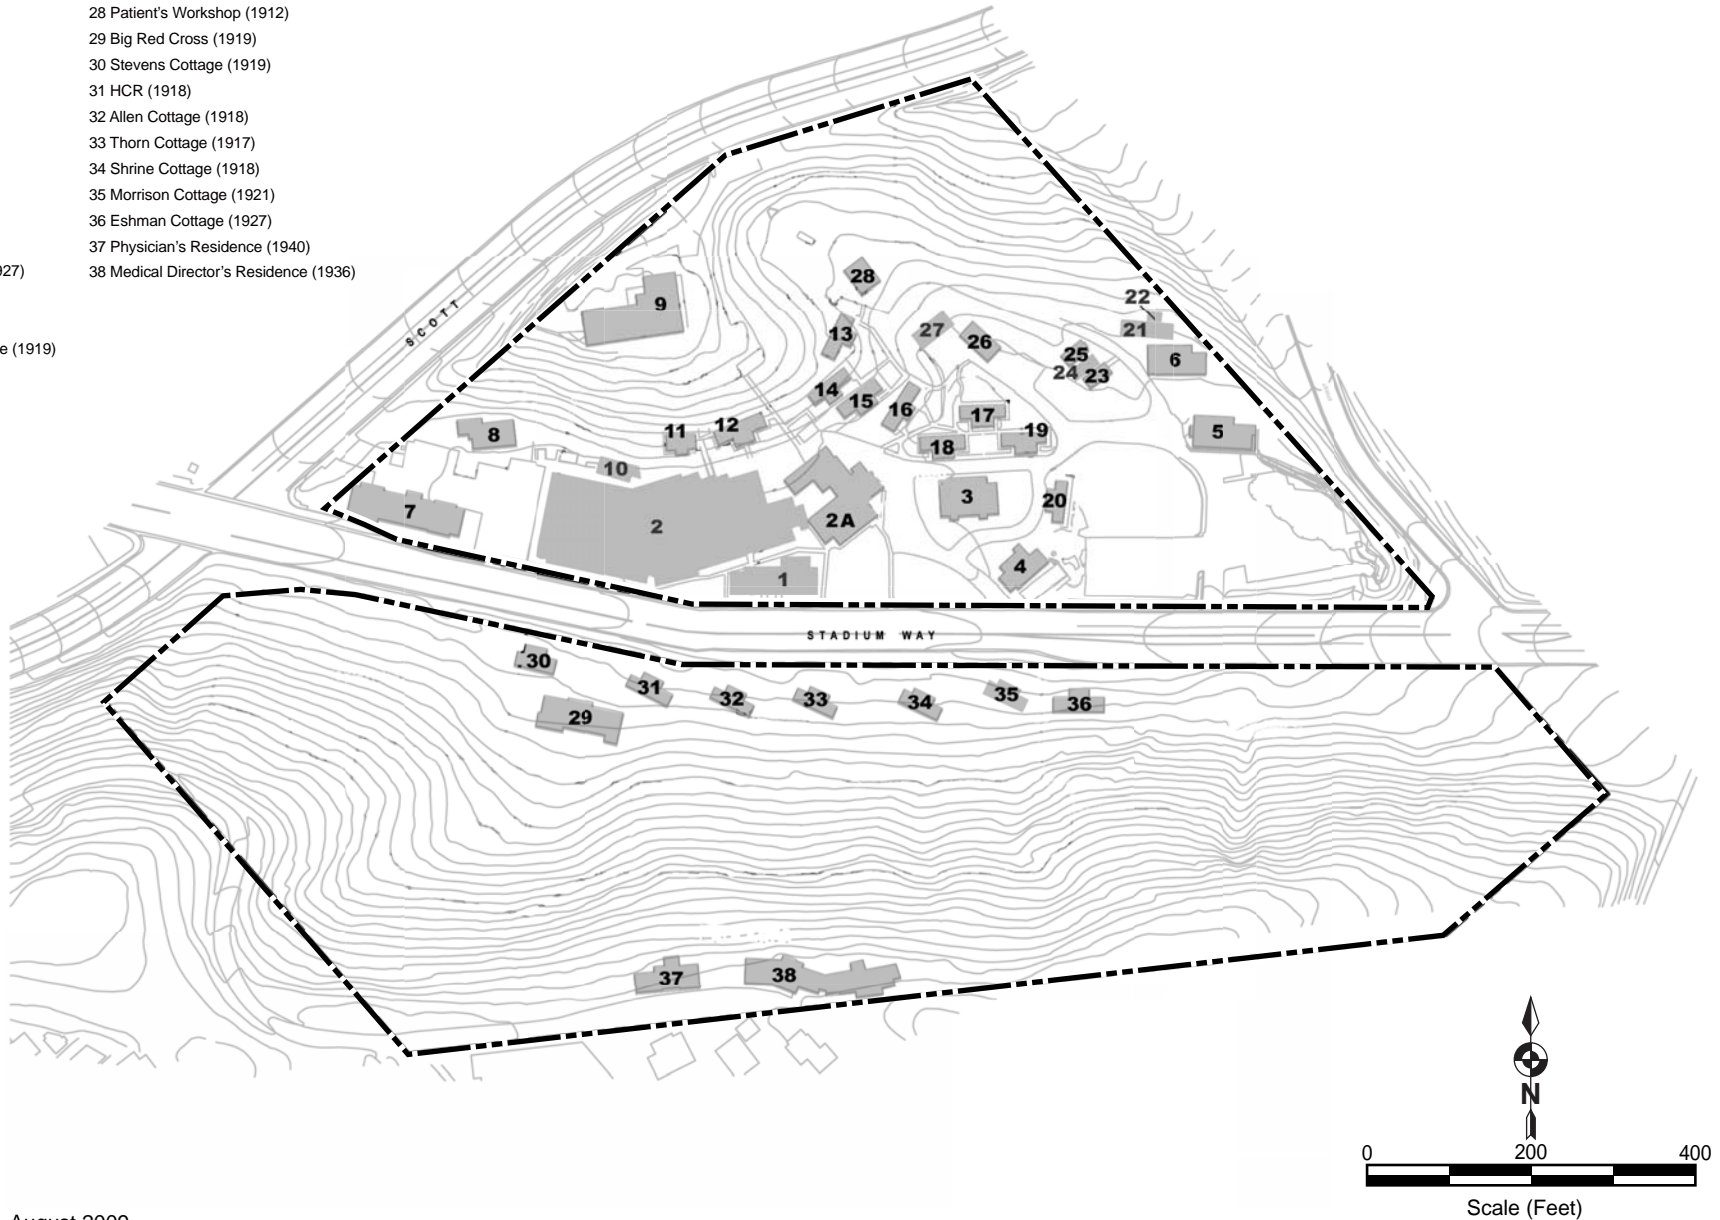 28 Patient's Workshop (1912)
29 Big Red Cross (1919)
30 Stevens Cottage (1919)
31 HCR (1918)
32 Allen Cottage (1918)
33 Thorn Cottage (1917)
34 Shrine Cottage (1918)
35 Morrison Cottage (1921)
36 Eshman Cottage (1927)
37 Physician's Residence (1940)
927)
38 Medical Director's Residence (1936)
e (1919)
SCOTT
28
9
22
13
27
21
26
25
6
24
23
14
15
16
17
12
11
8
19
5
18
10
3
20
7
2
2A
4
1
STADIUM WAY
30
31
32
33
34
35
36
29
37
38
N
0
200
400
Scale (Feet)